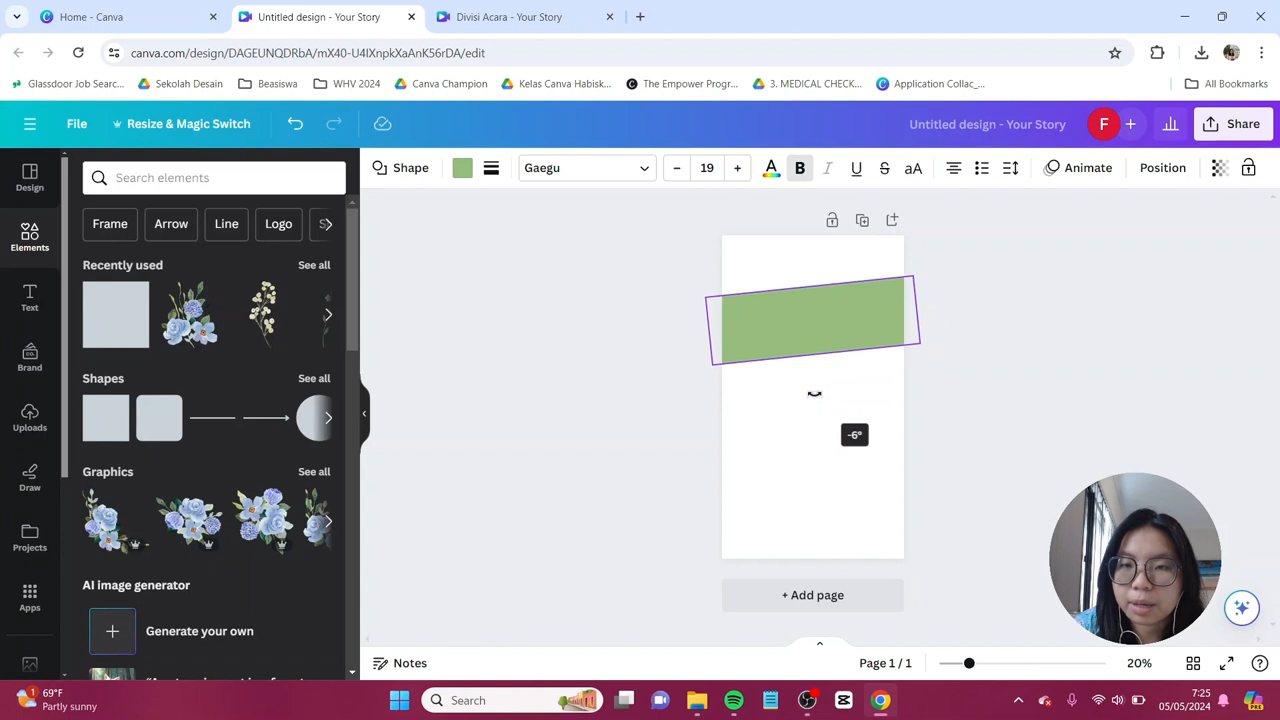 Home - Canva
Untitled design - Your Story
Divisi Acara - Your Story
canva.com/design/DAGEUNQDRbA/mX40-U4IXnpkXaAnK56rDA/edit
Glassdoor Job Searc...
Sekolah Desain
Beasiswa
WHV 2024
Canva Champion
Kelas Canva Habisk...
The Empower Progr...
3. MEDICAL CHECK...
Application Collac_...
All Bookmarks
File
Resize & Magic Switch
Untitled design - Your Story
F
Share
Design
Elements
Text
Brand
Uploads
Draw
Projects
Apps
Search elements
Frame
Arrow
Line
Logo
Recently used
See all
Shapes
See all
Graphics
See all
AI image generator
Generate your own
Shape
Gaegu
19
A
B
I
U
S
aA
Animate
Position
-6°
+ Add page
Notes
Page 1 / 1
20%
1
69°F
Partly sunny
Search
7:25
05/05/2024